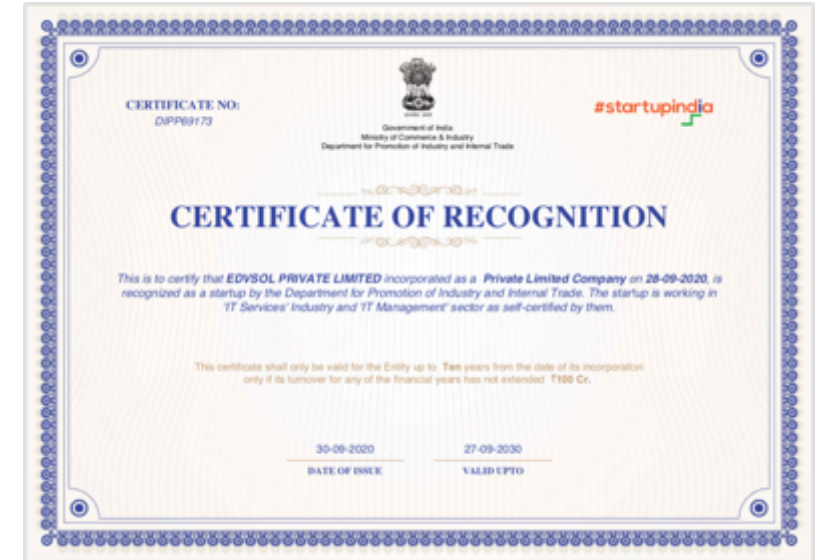 CERTIFICATE NO:
DIPP69173
#startupindia
Government of India
Ministry of Commerce & Industry
Department for Promotion of Industry and Internal Trade
CERTIFICATE OF RECOGNITION
This is to certify that EDVSOL PRIVATE LIMITED incorporated as a Private Limited Company on 28-09-2020, is
recognized as a startup by the Department for Promotion of Industry and Internal Trade. The startup is working in
'IT Services' Industry and 'IT Management' sector as self-certified by them.
This certificate shall only be valid for the Entity up to Ten years from the date of its incorporation
only if its turnover for any of the financial years has not extended ₹100 Cr.
30-09-2020
27-09-2030
DATE OF ISSUE
VALID UPTO